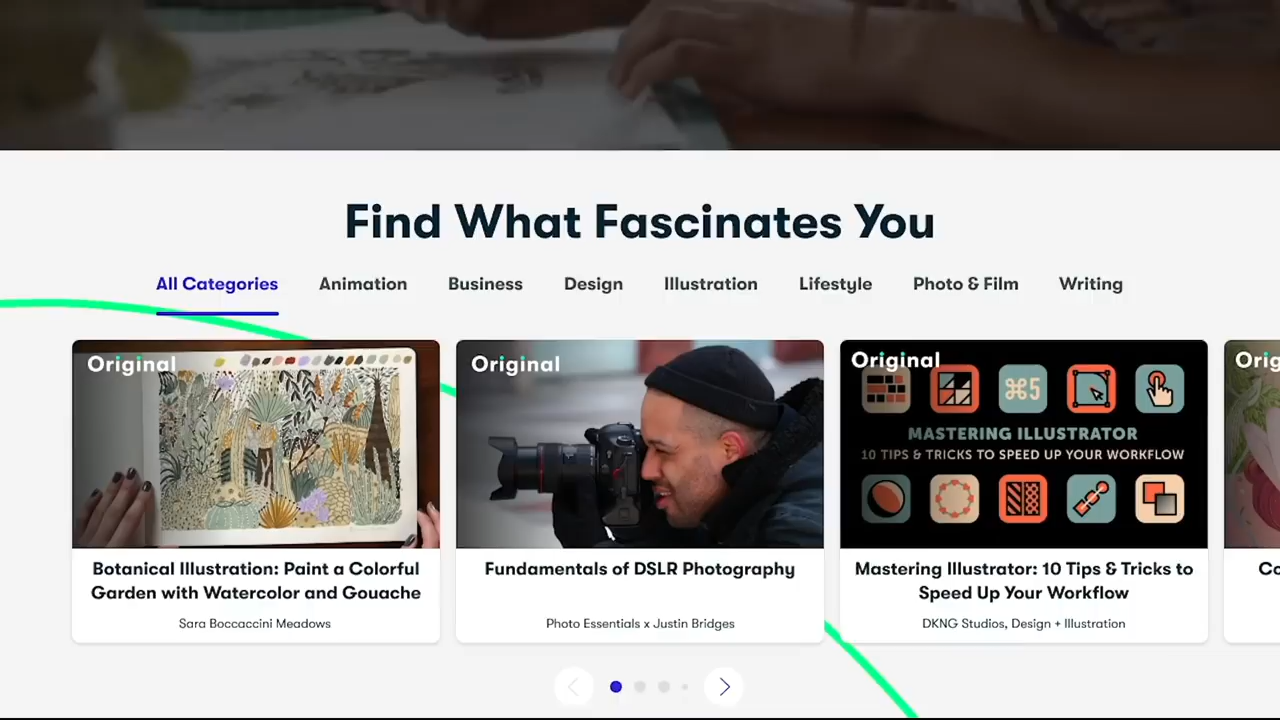 Find What Fascinates You
All Categories Animation Business Design Illustration Lifestyle Photo & Film Writing
Original
Botanical Illustration: Paint a Colorful
Garden with Watercolor and Gouache
Sara Boccaccini Meadows
Original
Fundamentals of DSLR Photography
Photo Essentials x Justin Bridges
Original
⌘5
MASTERING ILLUSTRATOR
10 TIPS & TRICKS TO SPEED UP YOUR WORKFLOW
Mastering Illustrator: 10 Tips & Tricks to
Speed Up Your Workflow
DKNG Studios, Design + Illustration
Orig
Co